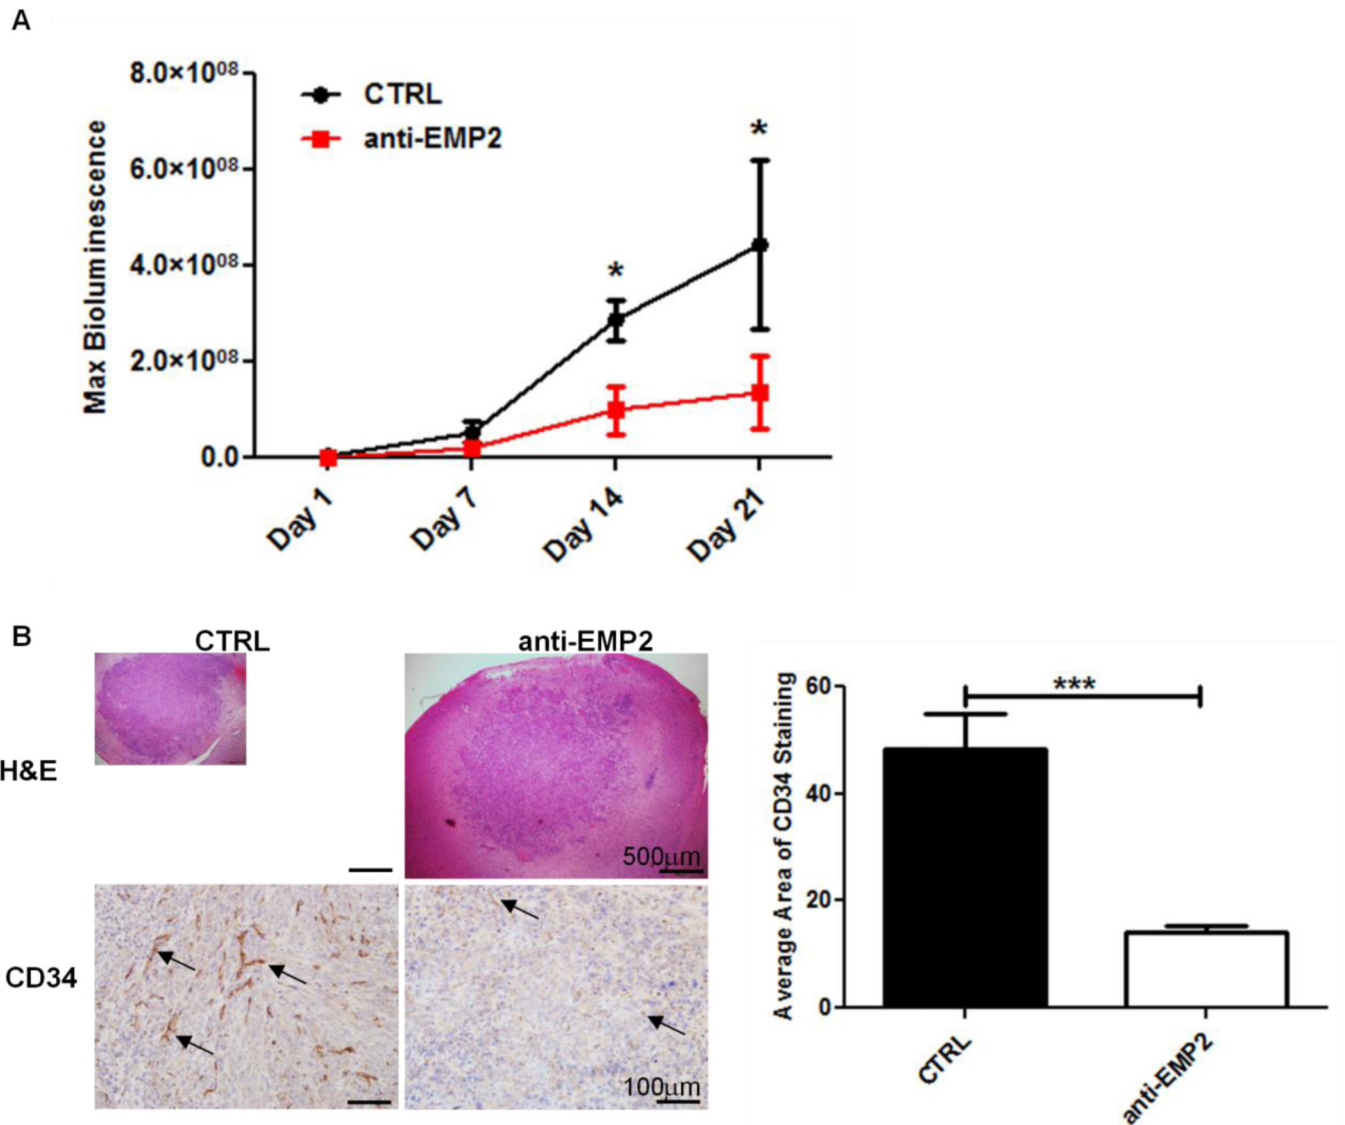 A
8.0×10⁰⁸
6.0×10⁰⁸
4.0×10⁰⁸
2.0×10⁰⁸
0.0
Max Bioluminescence
CTRL
anti-EMP2
*
*
Day 1
Day 7
Day 14
Day 21
B
CTRL
anti-EMP2
H&E
500µm
CD34
100µm
Average Area of CD34 Staining
60
40
20
0
***
CTRL
anti-EMP2